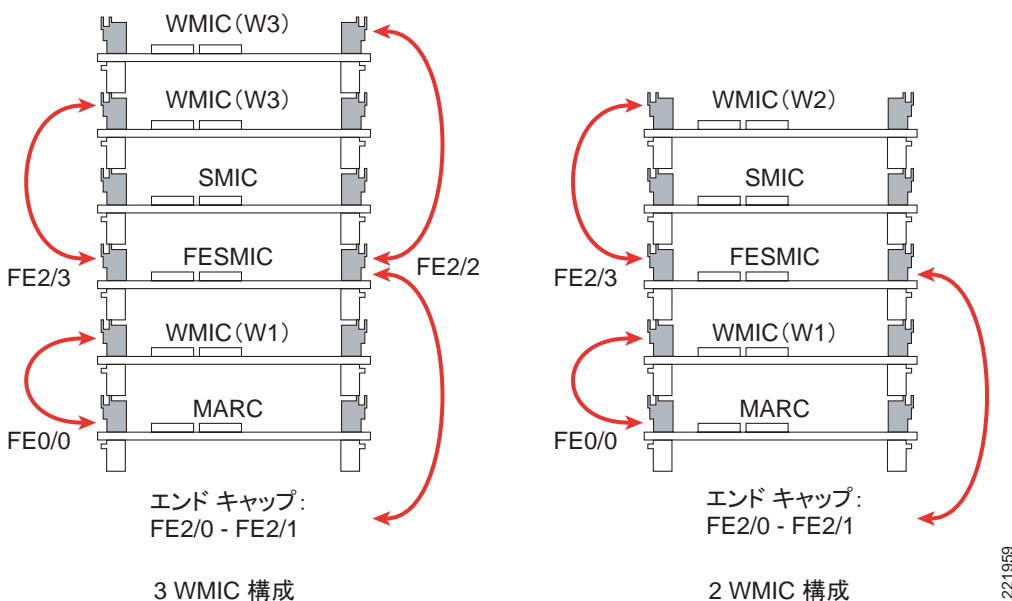 WMIC（W3）
WMIC（W3）
SMIC
FESMIC
FE2/3
FE2/2
WMIC（W1）
MARC
FE0/0
エンド キャップ：
FE2/0 - FE2/1
3 WMIC 構成
WMIC（W2）
SMIC
FESMIC
FE2/3
WMIC（W1）
MARC
FE0/0
エンド キャップ：
FE2/0 - FE2/1
2 WMIC 構成
221959